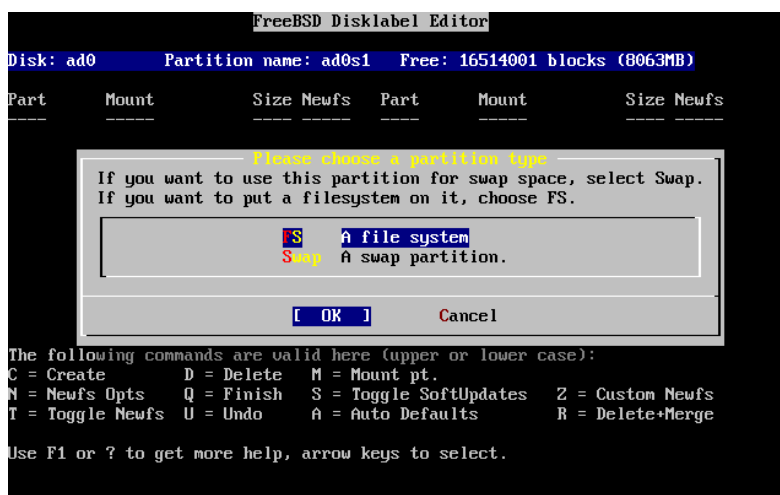 FreeBSD Disklabel Editor
Disk: ad0 Partition name: ad0s1 Free: 16514001 blocks (8063MB)
Part Mount Size Newfs Part Mount Size Newfs
---- ----- ---- ----- ---- ----- ---- -----
Please choose a partition type
If you want to use this partition for swap space, select Swap.
If you want to put a filesystem on it, choose FS.
FS A file system
Swap A swap partition.
[ OK ] Cancel
The following commands are valid here (upper or lower case):
C = Create D = Delete M = Mount pt.
N = Newfs Opts Q = Finish S = Toggle SoftUpdates Z = Custom Newfs
T = Toggle Newfs U = Undo A = Auto Defaults R = Delete+Merge
Use F1 or ? to get more help, arrow keys to select.